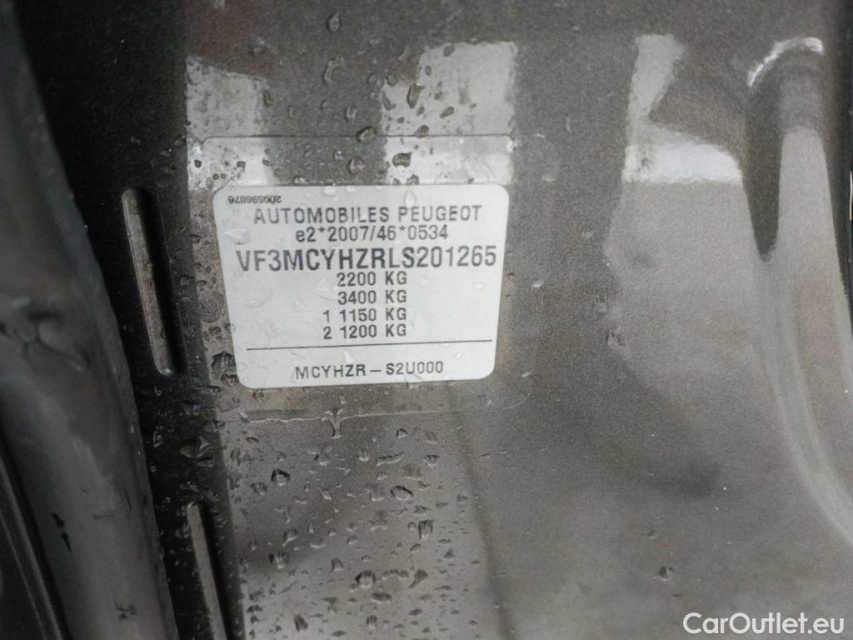 200596876
AUTOMOBILES PEUGEOT
e2*2007/46*0534
VF3MCYHZRLS201265
2200 KG
3400 KG
1 1150 KG
2 1200 KG
MCYHZR - S2U000
CarOutlet.eu